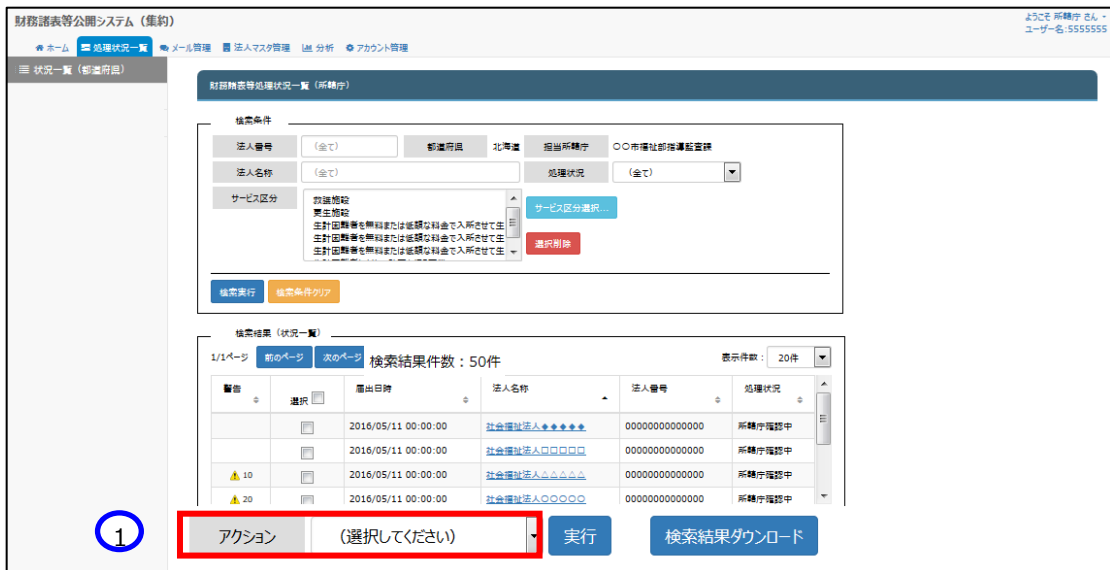 財務諸表等公開システム（集約）
ようこそ 所轄庁 さん
ユーザー名:5555555
ホーム 処理状況一覧 メール管理 法人マスタ管理 分析 アカウント管理
状況一覧（都道府県）
財務諸表等処理状況一覧（所轄庁）
検索条件
法人番号 （全て） 都道府県 北海道 担当所轄庁 〇〇市福祉部指導監査課
法人名称 （全て） 処理状況 （全て）
サービス区分 救護施設
更生施設
生計困難者を無料または低額な料金で入所させて生
生計困難者を無料または低額な料金で入所させて生
生計困難者を無料または低額な料金で入所させて生
サービス区分選択...
選択削除
検索実行 検索条件クリア
検索結果（状況一覧）
1/1ページ 前のページ 次のページ 検索結果件数：50件 表示件数： 20件
警告 選択 届出日時 法人名称 法人番号 処理状況
2016/05/11 00:00:00 社会福祉法人◆◆◆◆◆ 00000000000000 所轄庁確認中
2016/05/11 00:00:00 社会福祉法人□□□□□ 00000000000000 所轄庁確認中
10 2016/05/11 00:00:00 社会福祉法人△△△△△ 00000000000000 所轄庁確認中
20 2016/05/11 00:00:00 社会福祉法人○○○○○ 00000000000000 所轄庁確認中
1 アクション （選択してください） 実行 検索結果ダウンロード